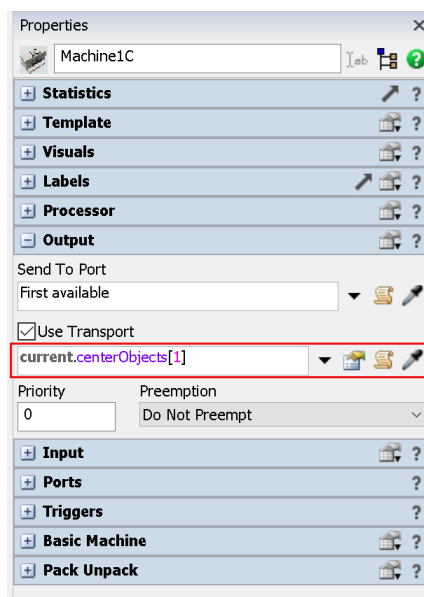 Properties
Machine1C
Statistics
?
Template
?
Visuals
?
Labels
?
Processor
?
Output
?
Send To Port
First available
Use Transport
current.centerObjects[1]
Priority Preemption
0 Do Not Preempt
Input
?
Ports
?
Triggers
?
Basic Machine
?
Pack Unpack
?